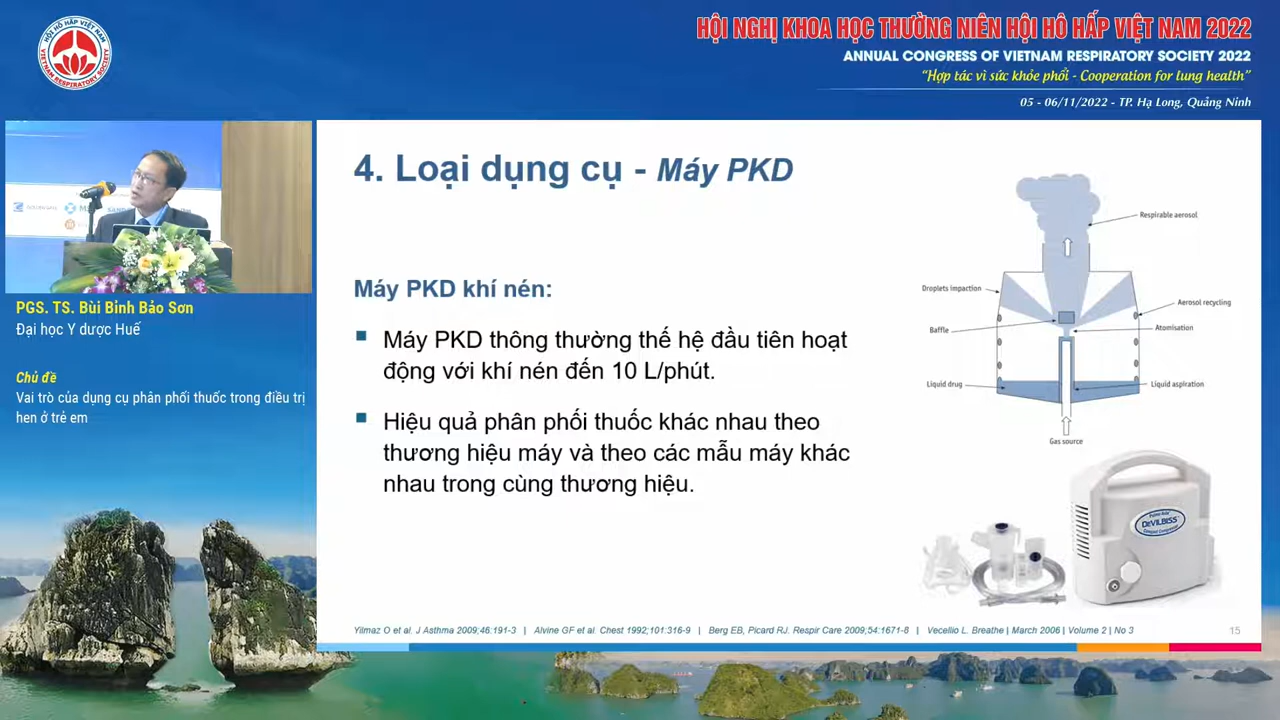 HỘI HÔ HẤP VIỆT NAM
VIETNAM RESPIRATORY SOCIETY
HỘI NGHỊ KHOA HỌC THƯỜNG NIÊN HỘI HÔ HẤP VIỆT NAM 2022
ANNUAL CONGRESS OF VIETNAM RESPIRATORY SOCIETY 2022
“Hợp tác vì sức khỏe phổi - Cooperation for lung health”
05 - 06/11/2022 - TP. Hạ Long, Quảng Ninh
PGS. TS. Bùi Bỉnh Bảo Sơn
Đại học Y dược Huế
Chủ đề
Vai trò của dụng cụ phân phối thuốc trong điều trị
hen ở trẻ em
4. Loại dụng cụ - Máy PKD
Máy PKD khí nén:
▪ Máy PKD thông thường thế hệ đầu tiên hoạt
động với khí nén đến 10 L/phút.
▪ Hiệu quả phân phối thuốc khác nhau theo
thương hiệu máy và theo các mẫu máy khác
nhau trong cùng thương hiệu.
Respirable aerosol
Droplets impaction
Aerosol recycling
Baffle
Atomisation
Liquid drug
Liquid aspiration
Gas source
DeVILBISS
Yilmaz O et al. J Asthma 2009;46:191-3 | Alvine GF et al. Chest 1992;101:316-9 | Berg EB, Picard RJ. Respir Care 2009;54:1671-8 | Vecellio L. Breathe | March 2006 | Volume 2 | No 3
15